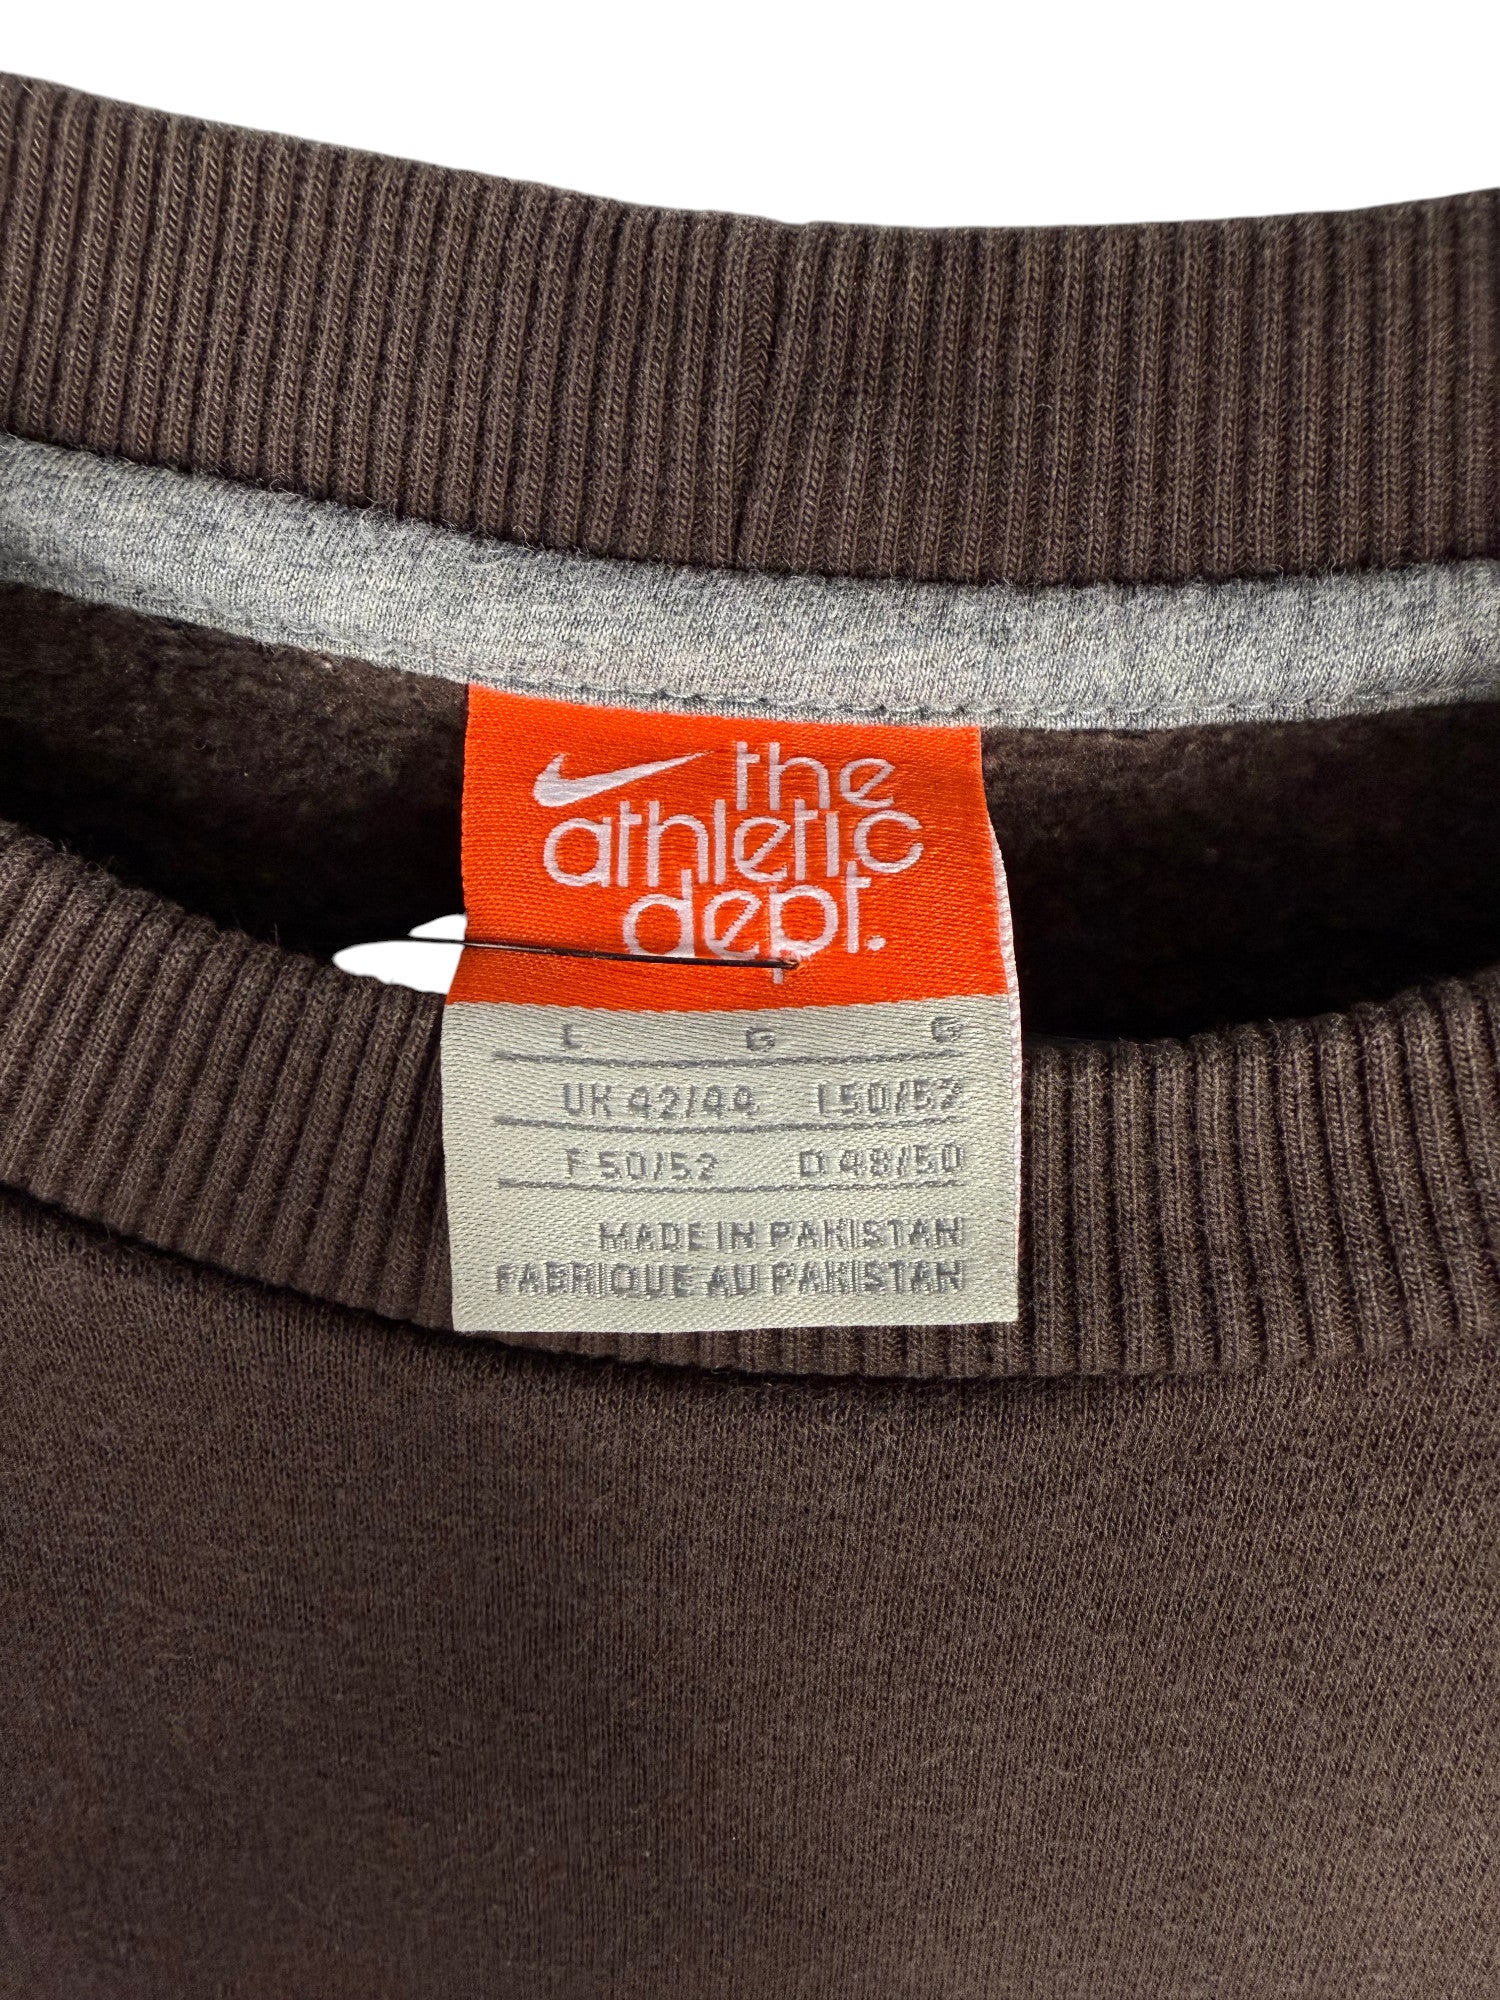 the
athletic
dept.
L G G
UK 42/44 I 50/52
F 50/52 D 48/50
MADE IN PAKISTAN
FABRIQUE AU PAKISTAN